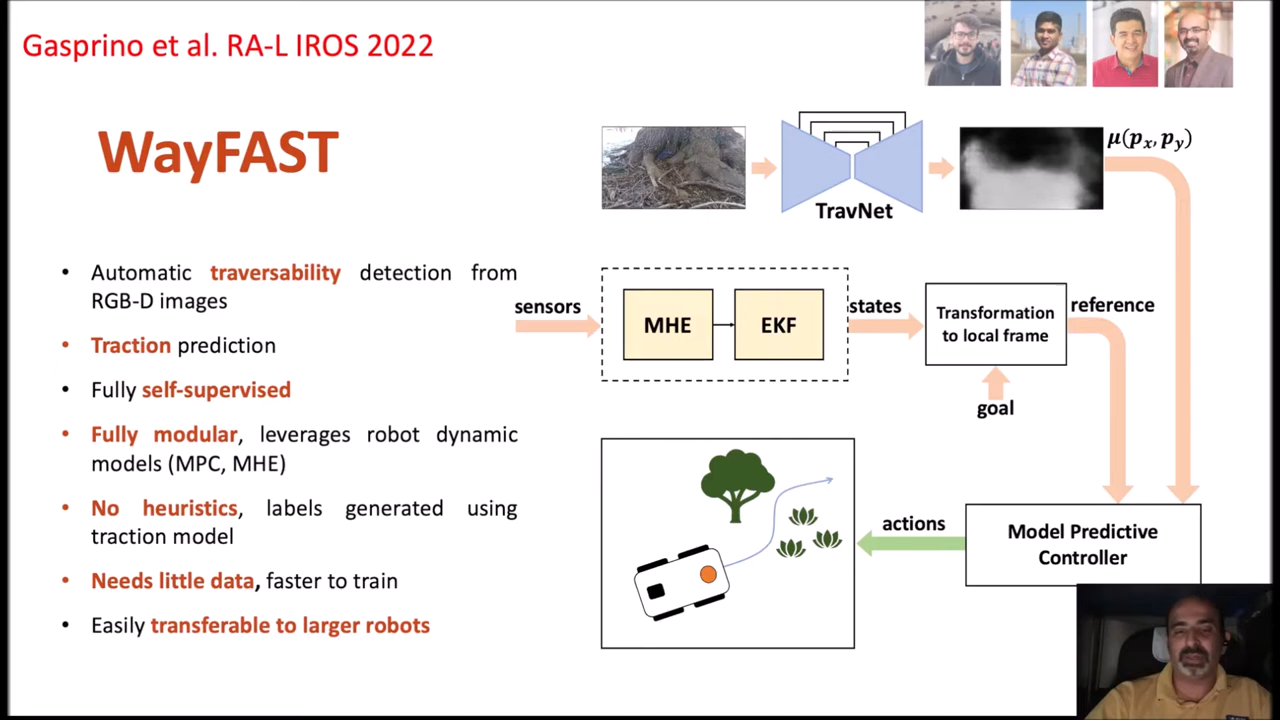 Gasprino et al. RA-L IROS 2022
WayFAST
• Automatic traversability detection from
RGB-D images
• Traction prediction
• Fully self-supervised
• Fully modular, leverages robot dynamic
models (MPC, MHE)
• No heuristics, labels generated using
traction model
• Needs little data, faster to train
• Easily transferable to larger robots
TravNet
μ(pₓ, pᵧ)
sensors
MHE
EKF
states
Transformation
to local frame
reference
goal
actions
Model Predictive
Controller